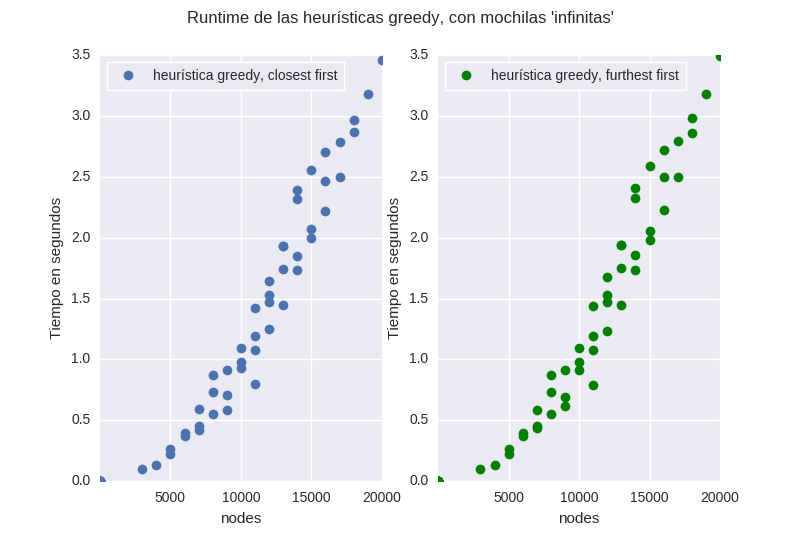 Runtime de las heurísticas greedy, con mochilas 'infinitas'
heurística greedy, closest first
3.5
3.0
2.5
2.0
1.5
1.0
0.5
0.0
Tiempo en segundos
5000 10000 15000 20000
nodes
heurística greedy, furthest first
3.5
3.0
2.5
2.0
1.5
1.0
0.5
0.0
Tiempo en segundos
5000 10000 15000 20000
nodes